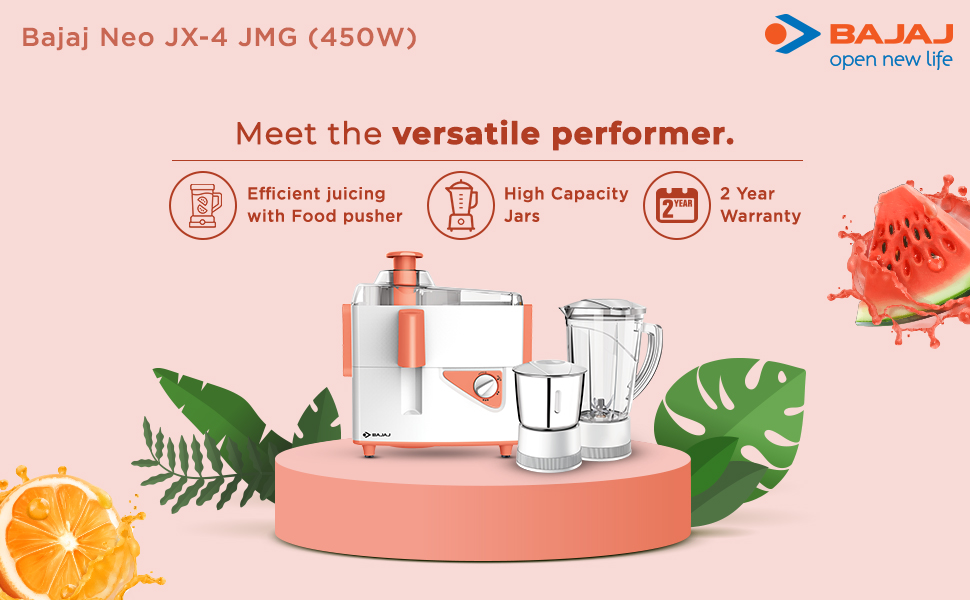 Bajaj Neo JX-4 JMG (450W)
BAJAJ
open new life
Meet the versatile performer.
Efficient juicing
with Food pusher
High Capacity
Jars
2 YEAR
2 Year
Warranty
BAJAJ